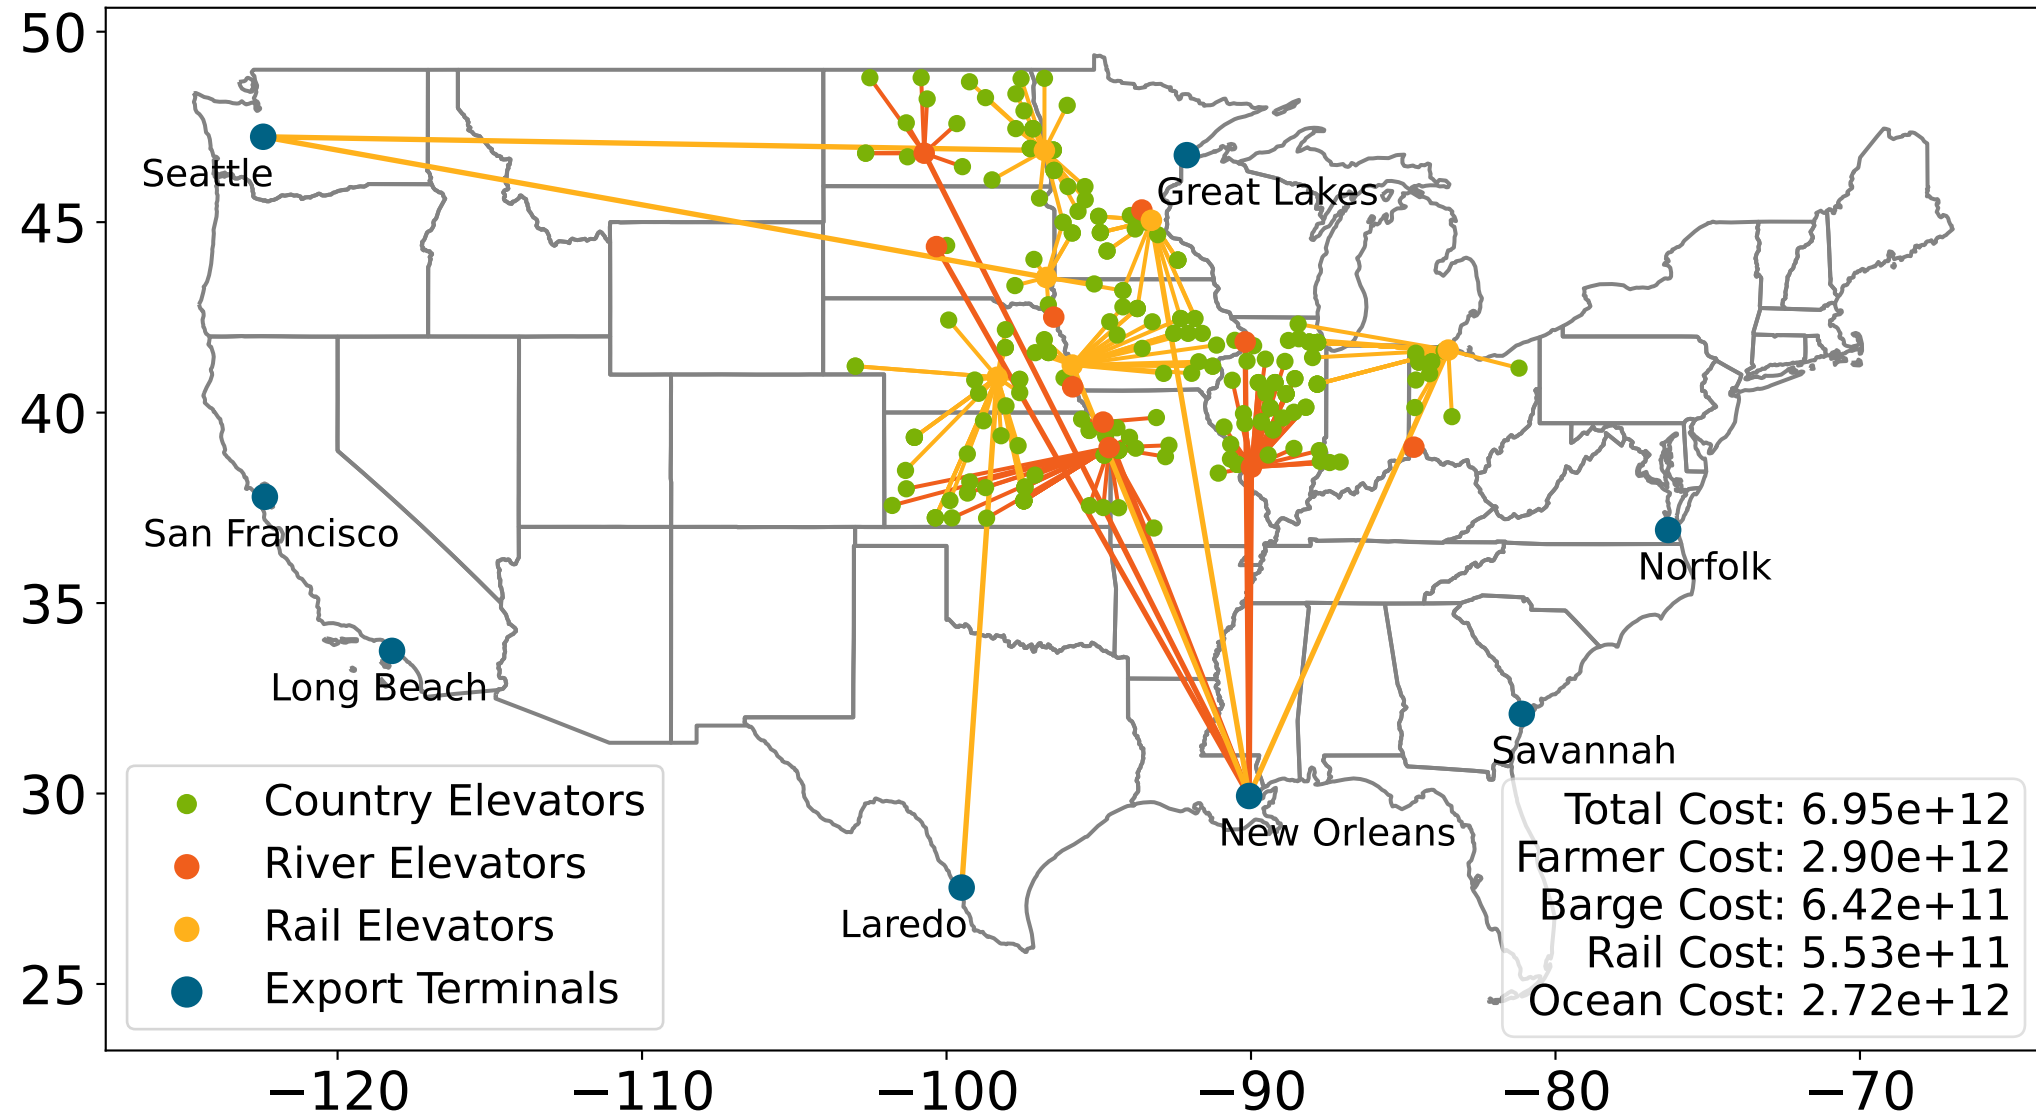 50
45
40
35
30
25
−120
−110
−100
−90
−80
−70
Seattle
Great Lakes
San Francisco
Norfolk
Long Beach
Savannah
New Orleans
Laredo
Country Elevators
River Elevators
Rail Elevators
Export Terminals
Total Cost: 6.95e+12
Farmer Cost: 2.90e+12
Barge Cost: 6.42e+11
Rail Cost: 5.53e+11
Ocean Cost: 2.72e+12